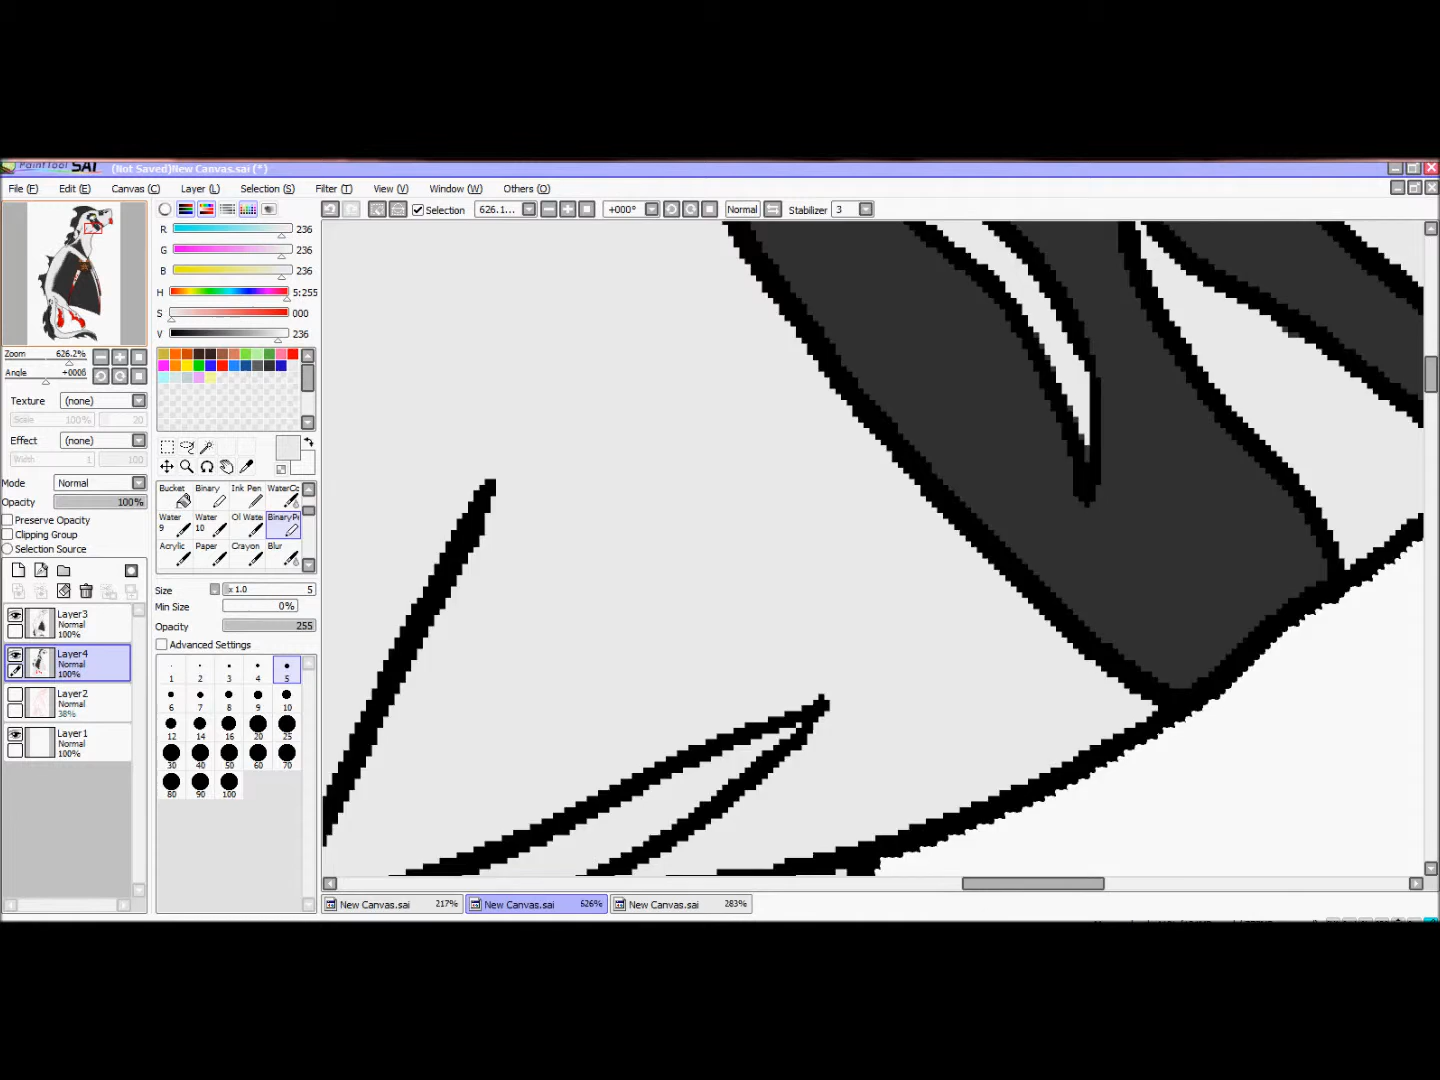 PaintTool SAI (Not Saved)New Canvas.sai (*)
File (F) Edit (E) Canvas (C) Layer (L) Selection (S) Filter (T) View (V) Window (W) Others (O)
Selection 626.1... +000° Normal Stabilizer 3
R 236
G 236
B 236
H 5:255
S 000
V 236
Zoom 626.2%
Angle +000δ
Texture (none)
Scale 100% 20
Effect (none)
Width 1 100
Mode Normal
Opacity 100%
Preserve Opacity
Clipping Group
Selection Source
Layer3
Normal
100%
Layer4
Normal
100%
Layer2
Normal
38%
Layer1
Normal
100%
Bucket Binary Ink Pen WaterCo
Water 9 Water 10 Ol Wate BinaryPe
Acrylic Paper Crayon Blur
Size x 1.0 5
Min Size 0%
Opacity 255
Advanced Settings
1 2 3 4 5
6 7 8 9 10
12 14 16 20 25
30 40 50 60 70
80 90 100
New Canvas.sai 217% New Canvas.sai 626% New Canvas.sai 283%